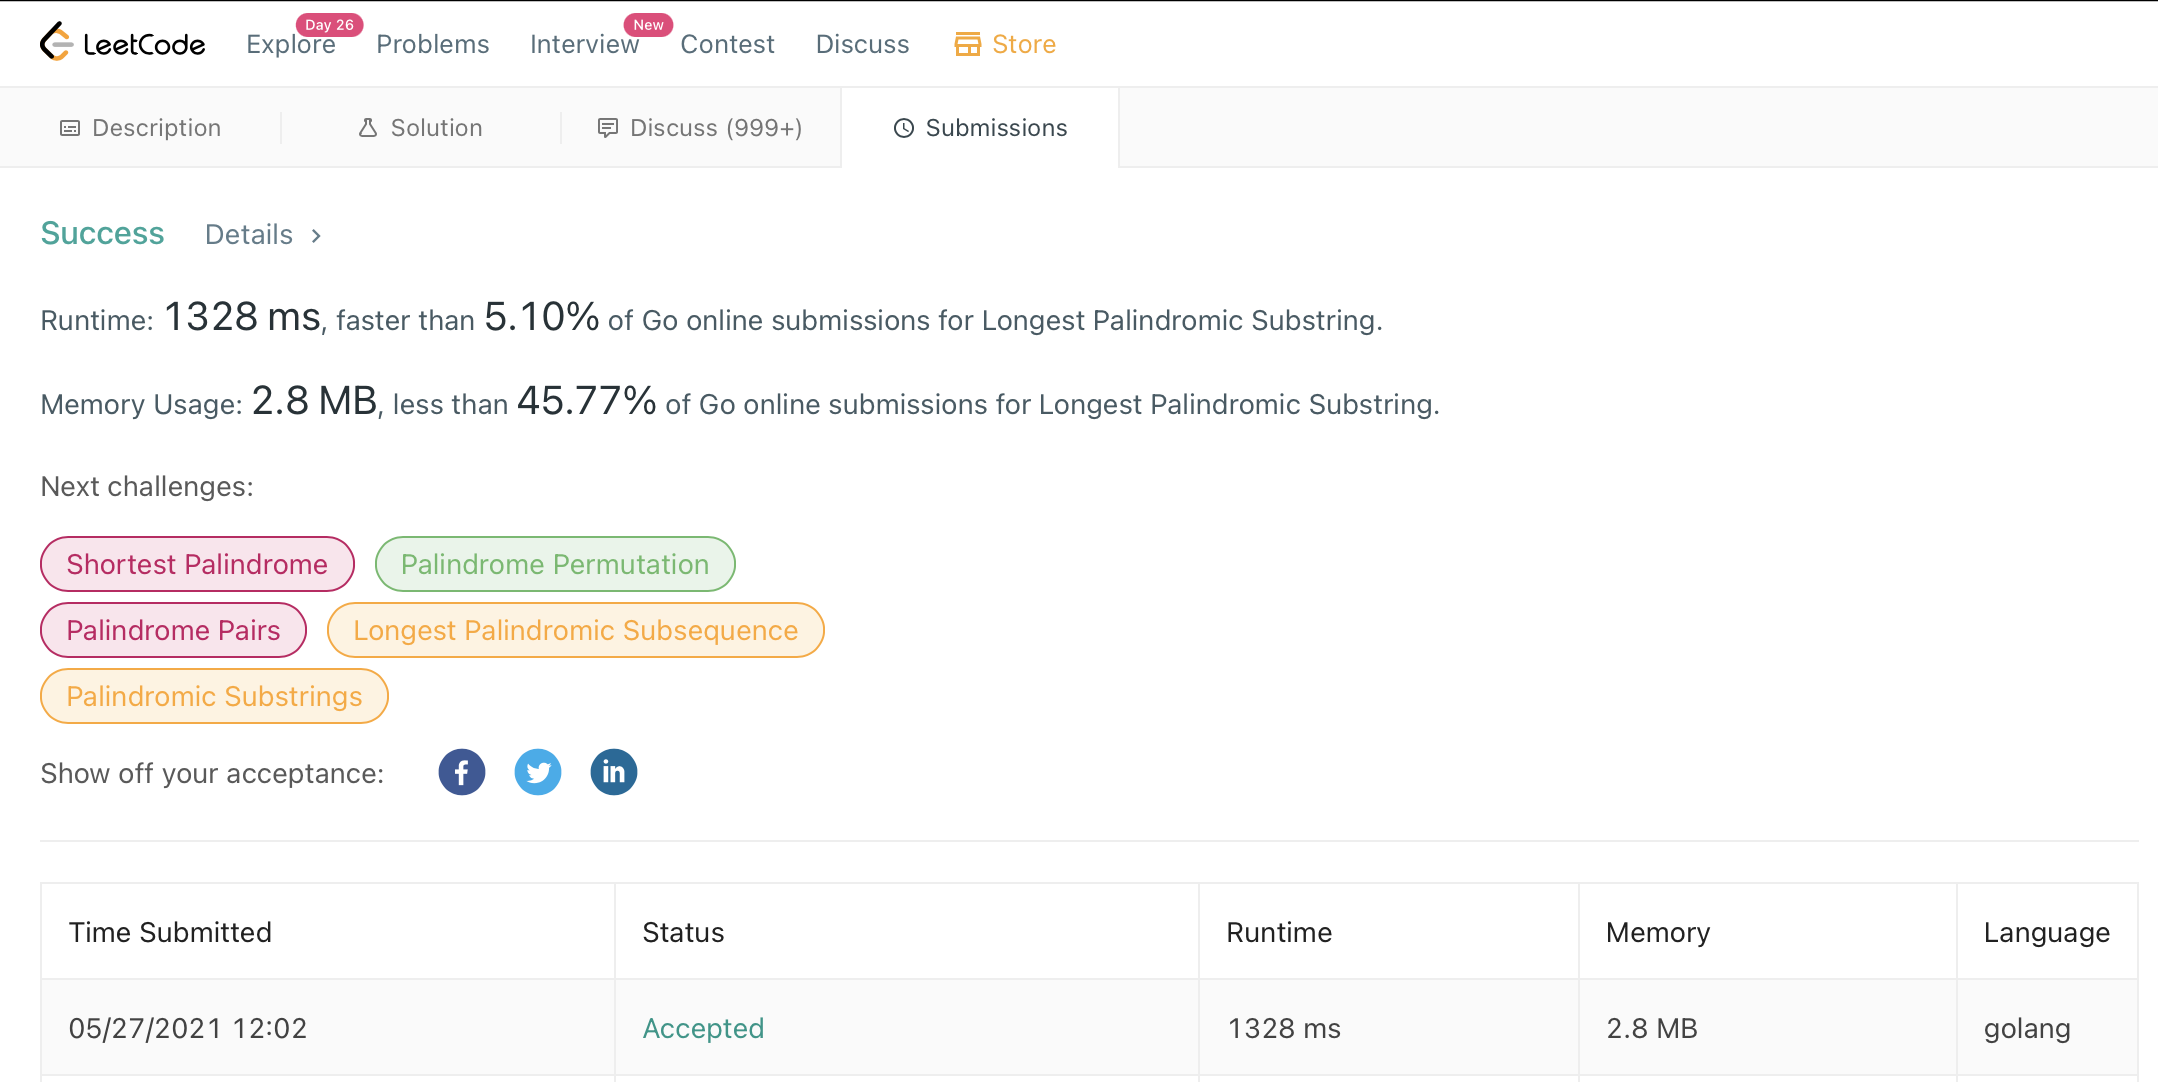 Day 26 New
LeetCode Explore Problems Interview Contest Discuss Store
Description Solution Discuss (999+) Submissions
Success Details
Runtime: 1328 ms, faster than 5.10% of Go online submissions for Longest Palindromic Substring.
Memory Usage: 2.8 MB, less than 45.77% of Go online submissions for Longest Palindromic Substring.
Next challenges:
Shortest Palindrome Palindrome Permutation
Palindrome Pairs Longest Palindromic Subsequence
Palindromic Substrings
Show off your acceptance:
Time Submitted Status Runtime Memory Language
05/27/2021 12:02 Accepted 1328 ms 2.8 MB golang